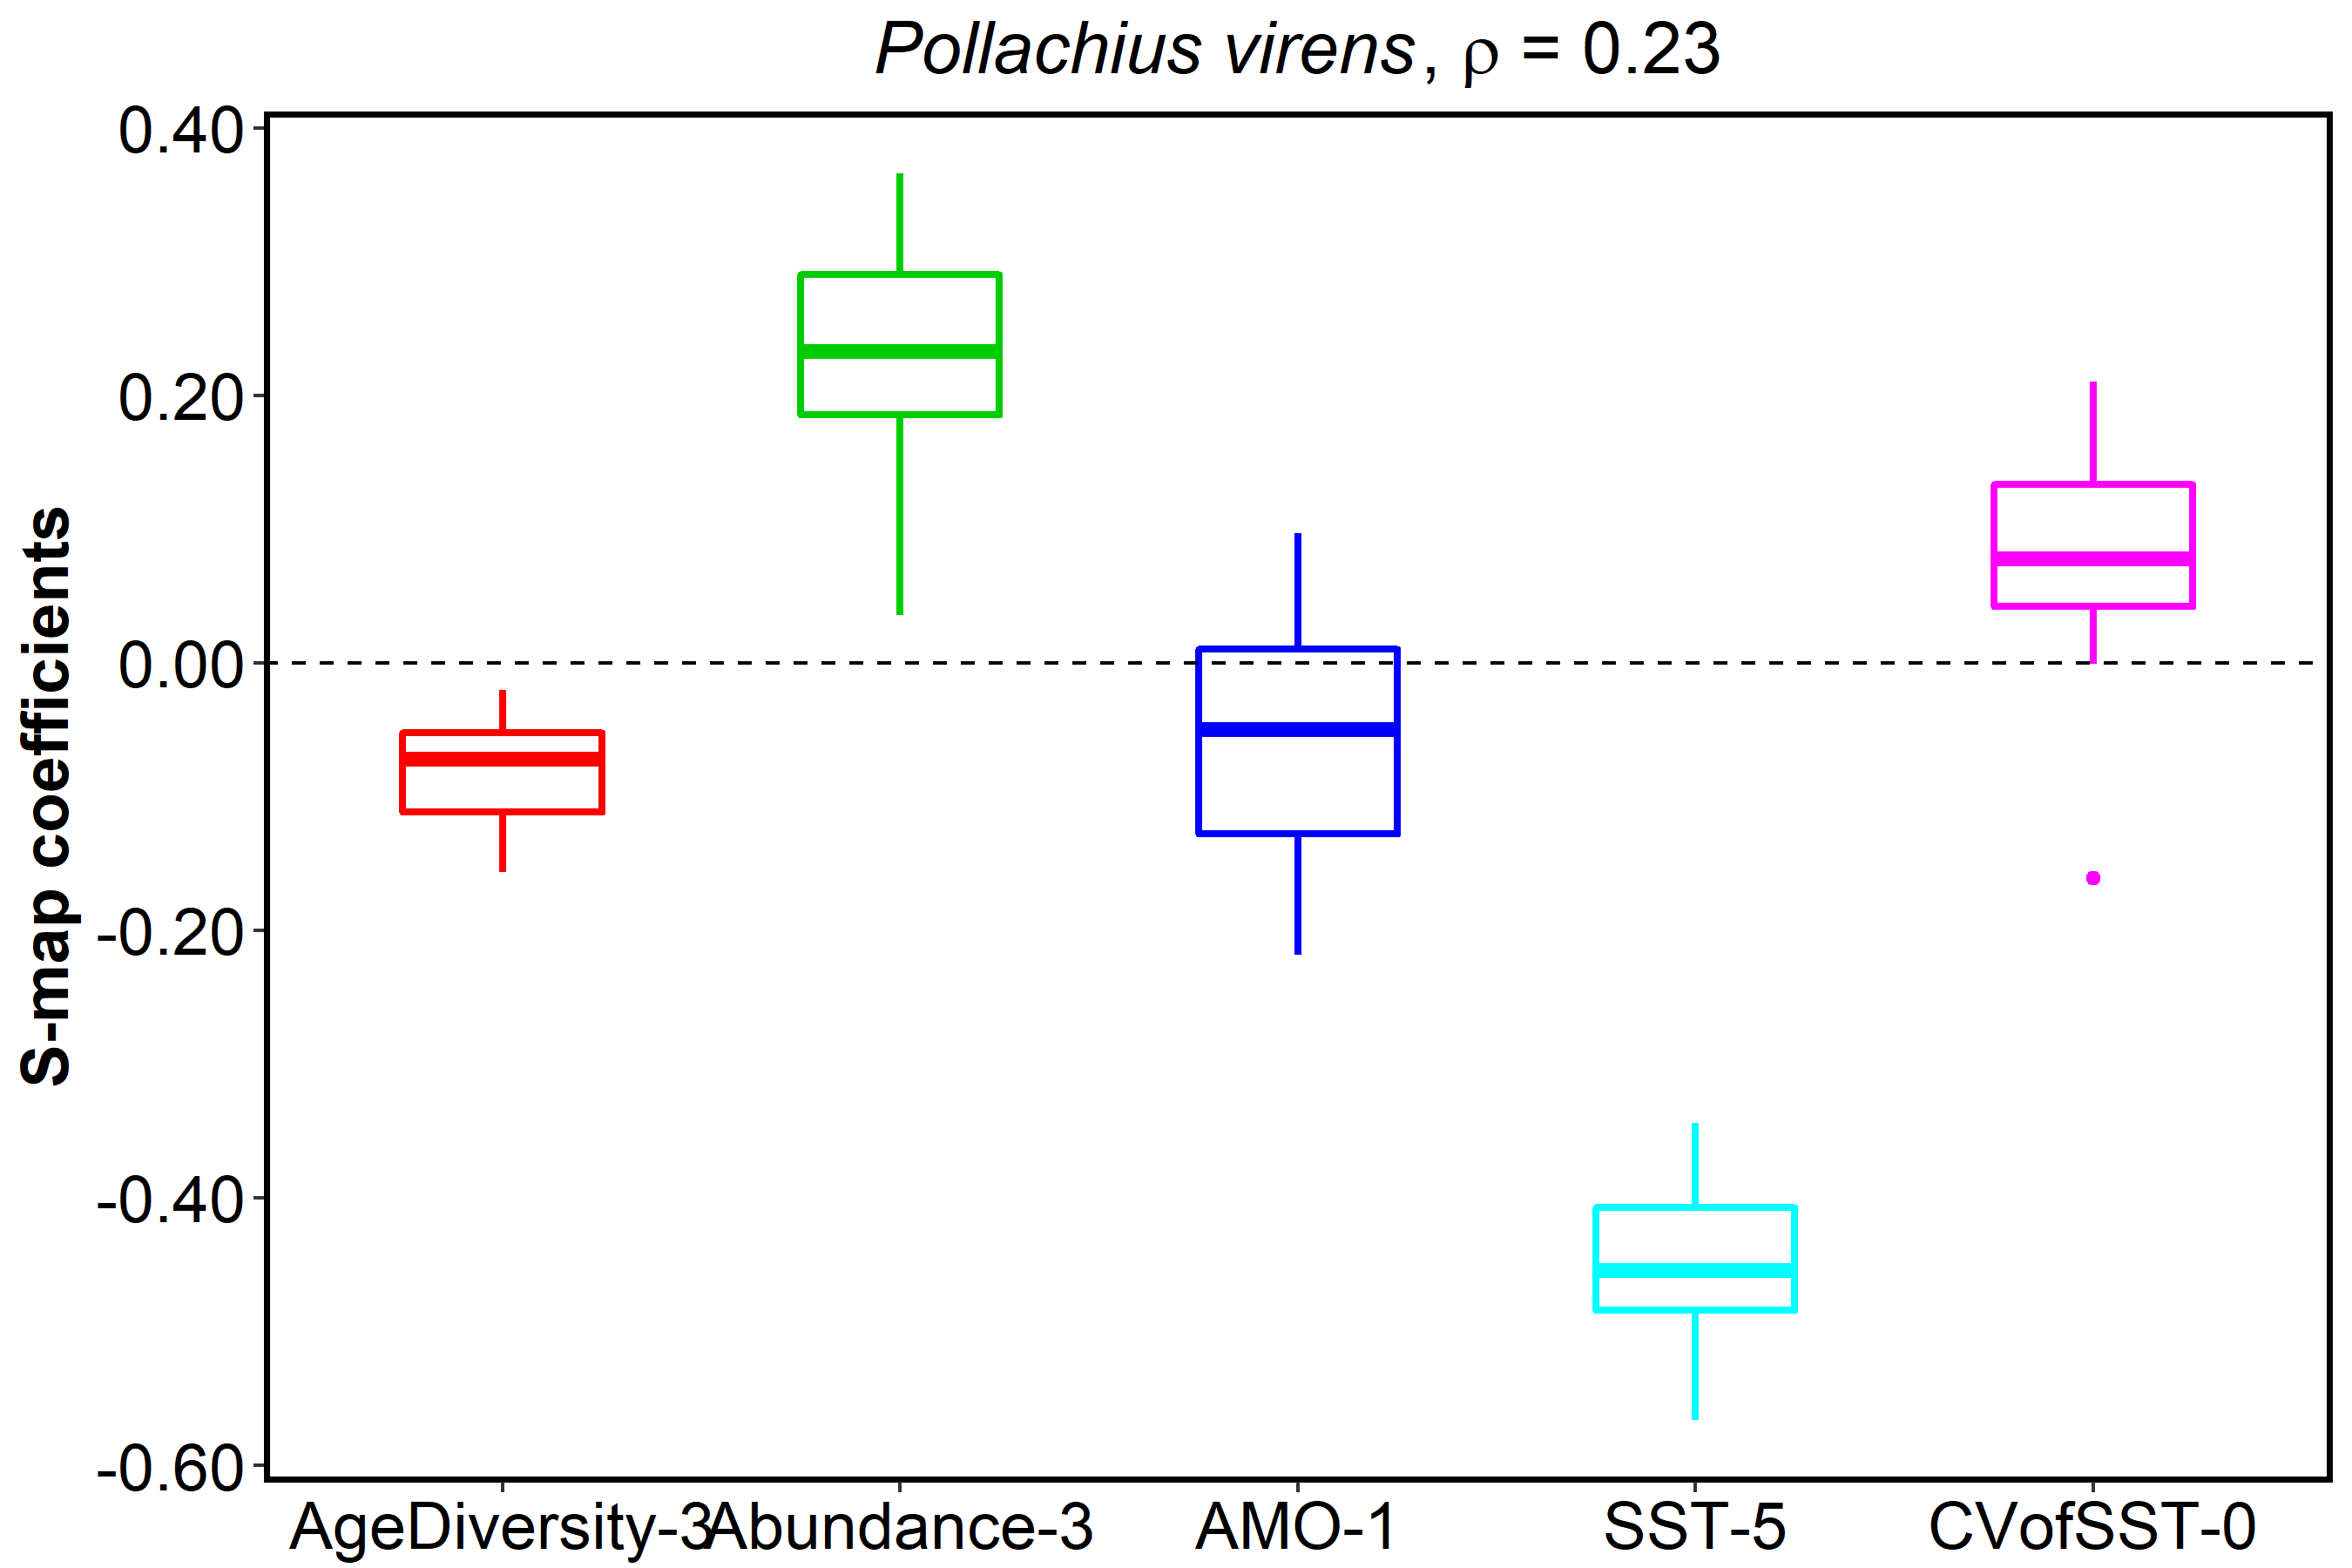 Pollachius virens, ρ = 0.23
S-map coefficients
0.40
0.20
0.00
-0.20
-0.40
-0.60
AgeDiversity-3 Abundance-3 AMO-1 SST-5 CVofSST-0